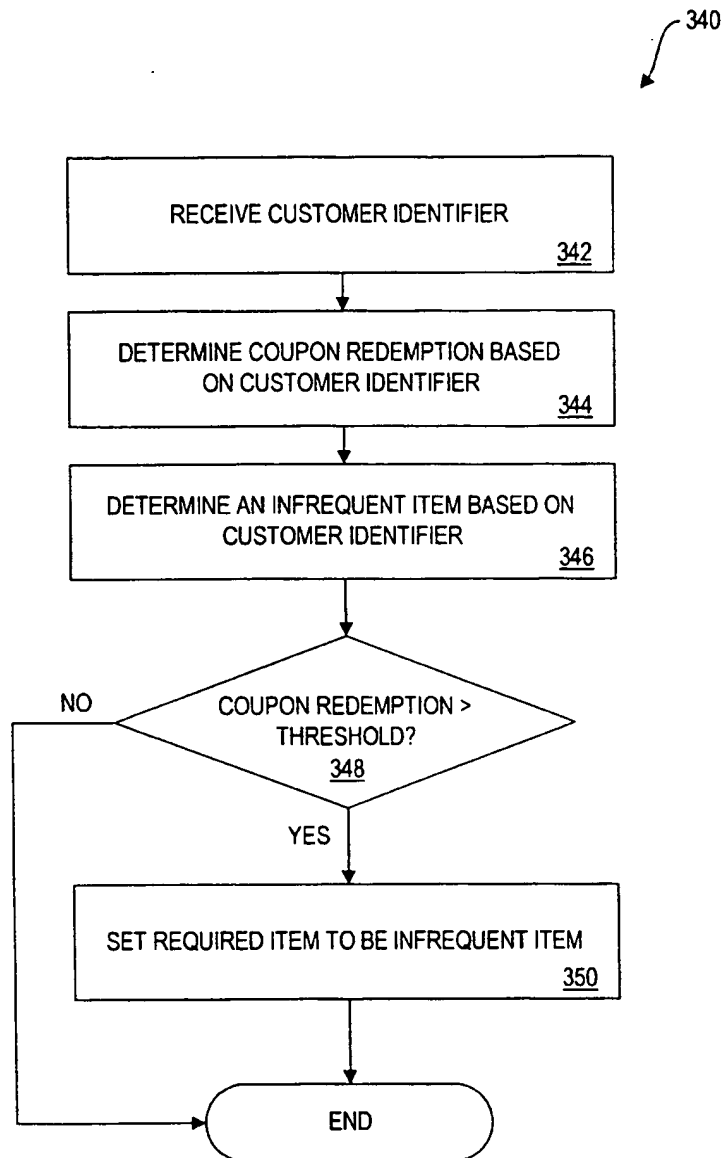 340
RECEIVE CUSTOMER IDENTIFIER
342
DETERMINE COUPON REDEMPTION BASED
ON CUSTOMER IDENTIFIER
344
DETERMINE AN INFREQUENT ITEM BASED ON
CUSTOMER IDENTIFIER
346
NO
COUPON REDEMPTION >
THRESHOLD?
348
YES
SET REQUIRED ITEM TO BE INFREQUENT ITEM
350
END